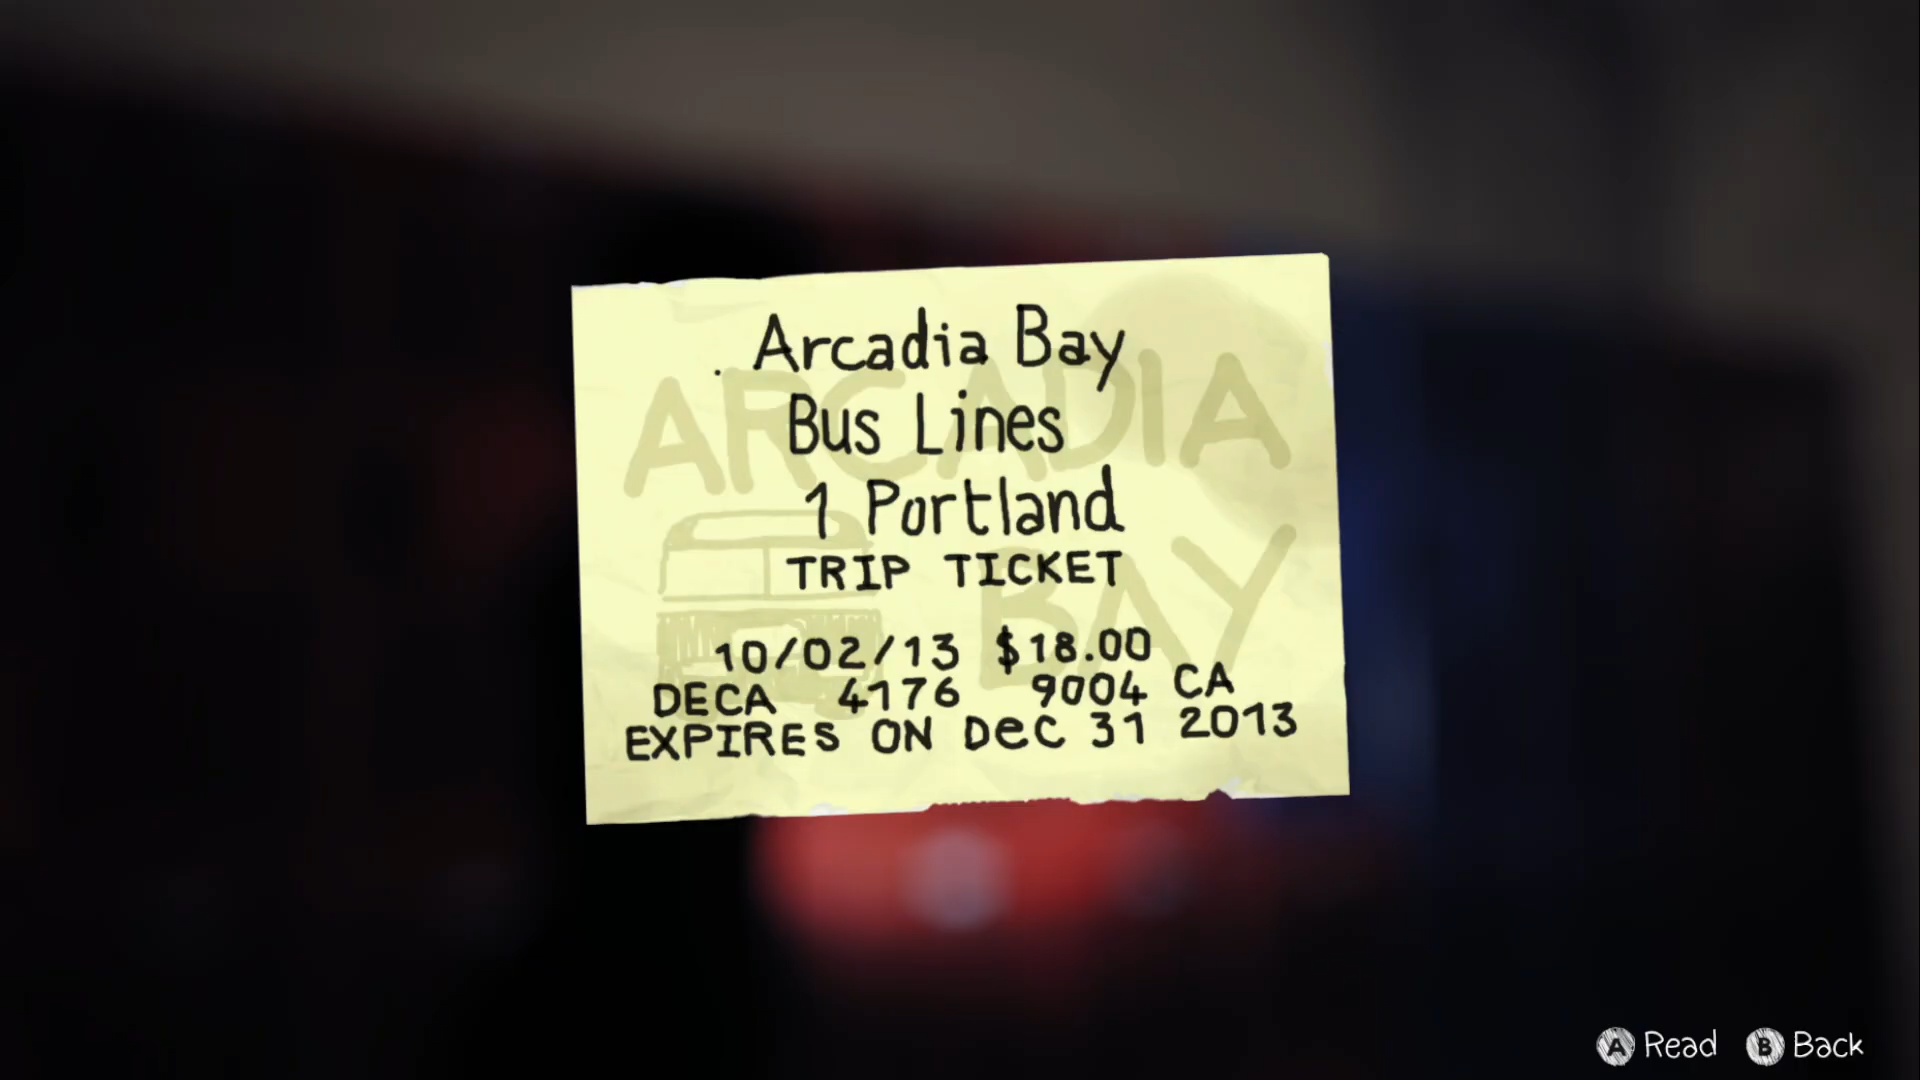 ARCADIA
BAY
. Arcadia Bay
Bus Lines
1 Portland
TRIP TICKET
10/02/13 $18.00
DECA 4176 9004 CA
EXPIRES ON DeC 31 2013
A Read B Back